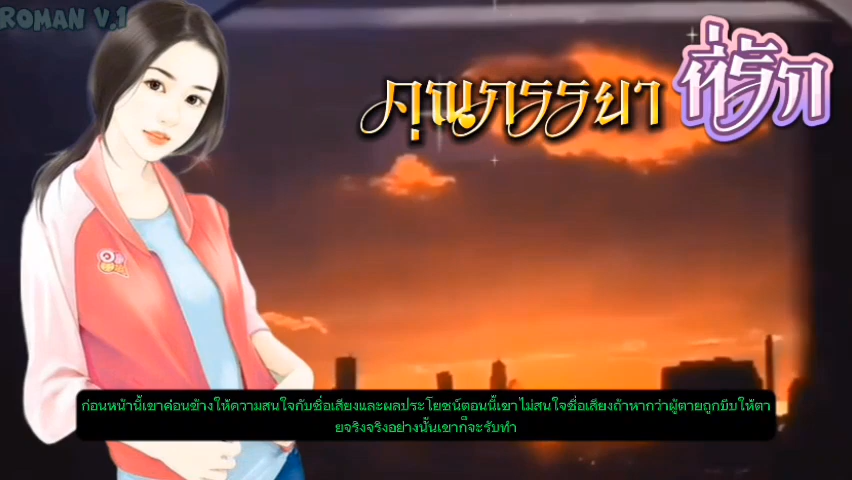 ROMAN V.1
คุณภรรยา ที่รัก
ก่อนหน้านี้เขาค่อนข้างให้ความสนใจกับชื่อเสียงและผลประโยชน์ตอนนี้เขาไม่สนใจชื่อเสียงถ้าหากว่าผู้ตายถูกบีบให้ตา
ยจริงจริงอย่างนั้นเขาก็จะรับทำ